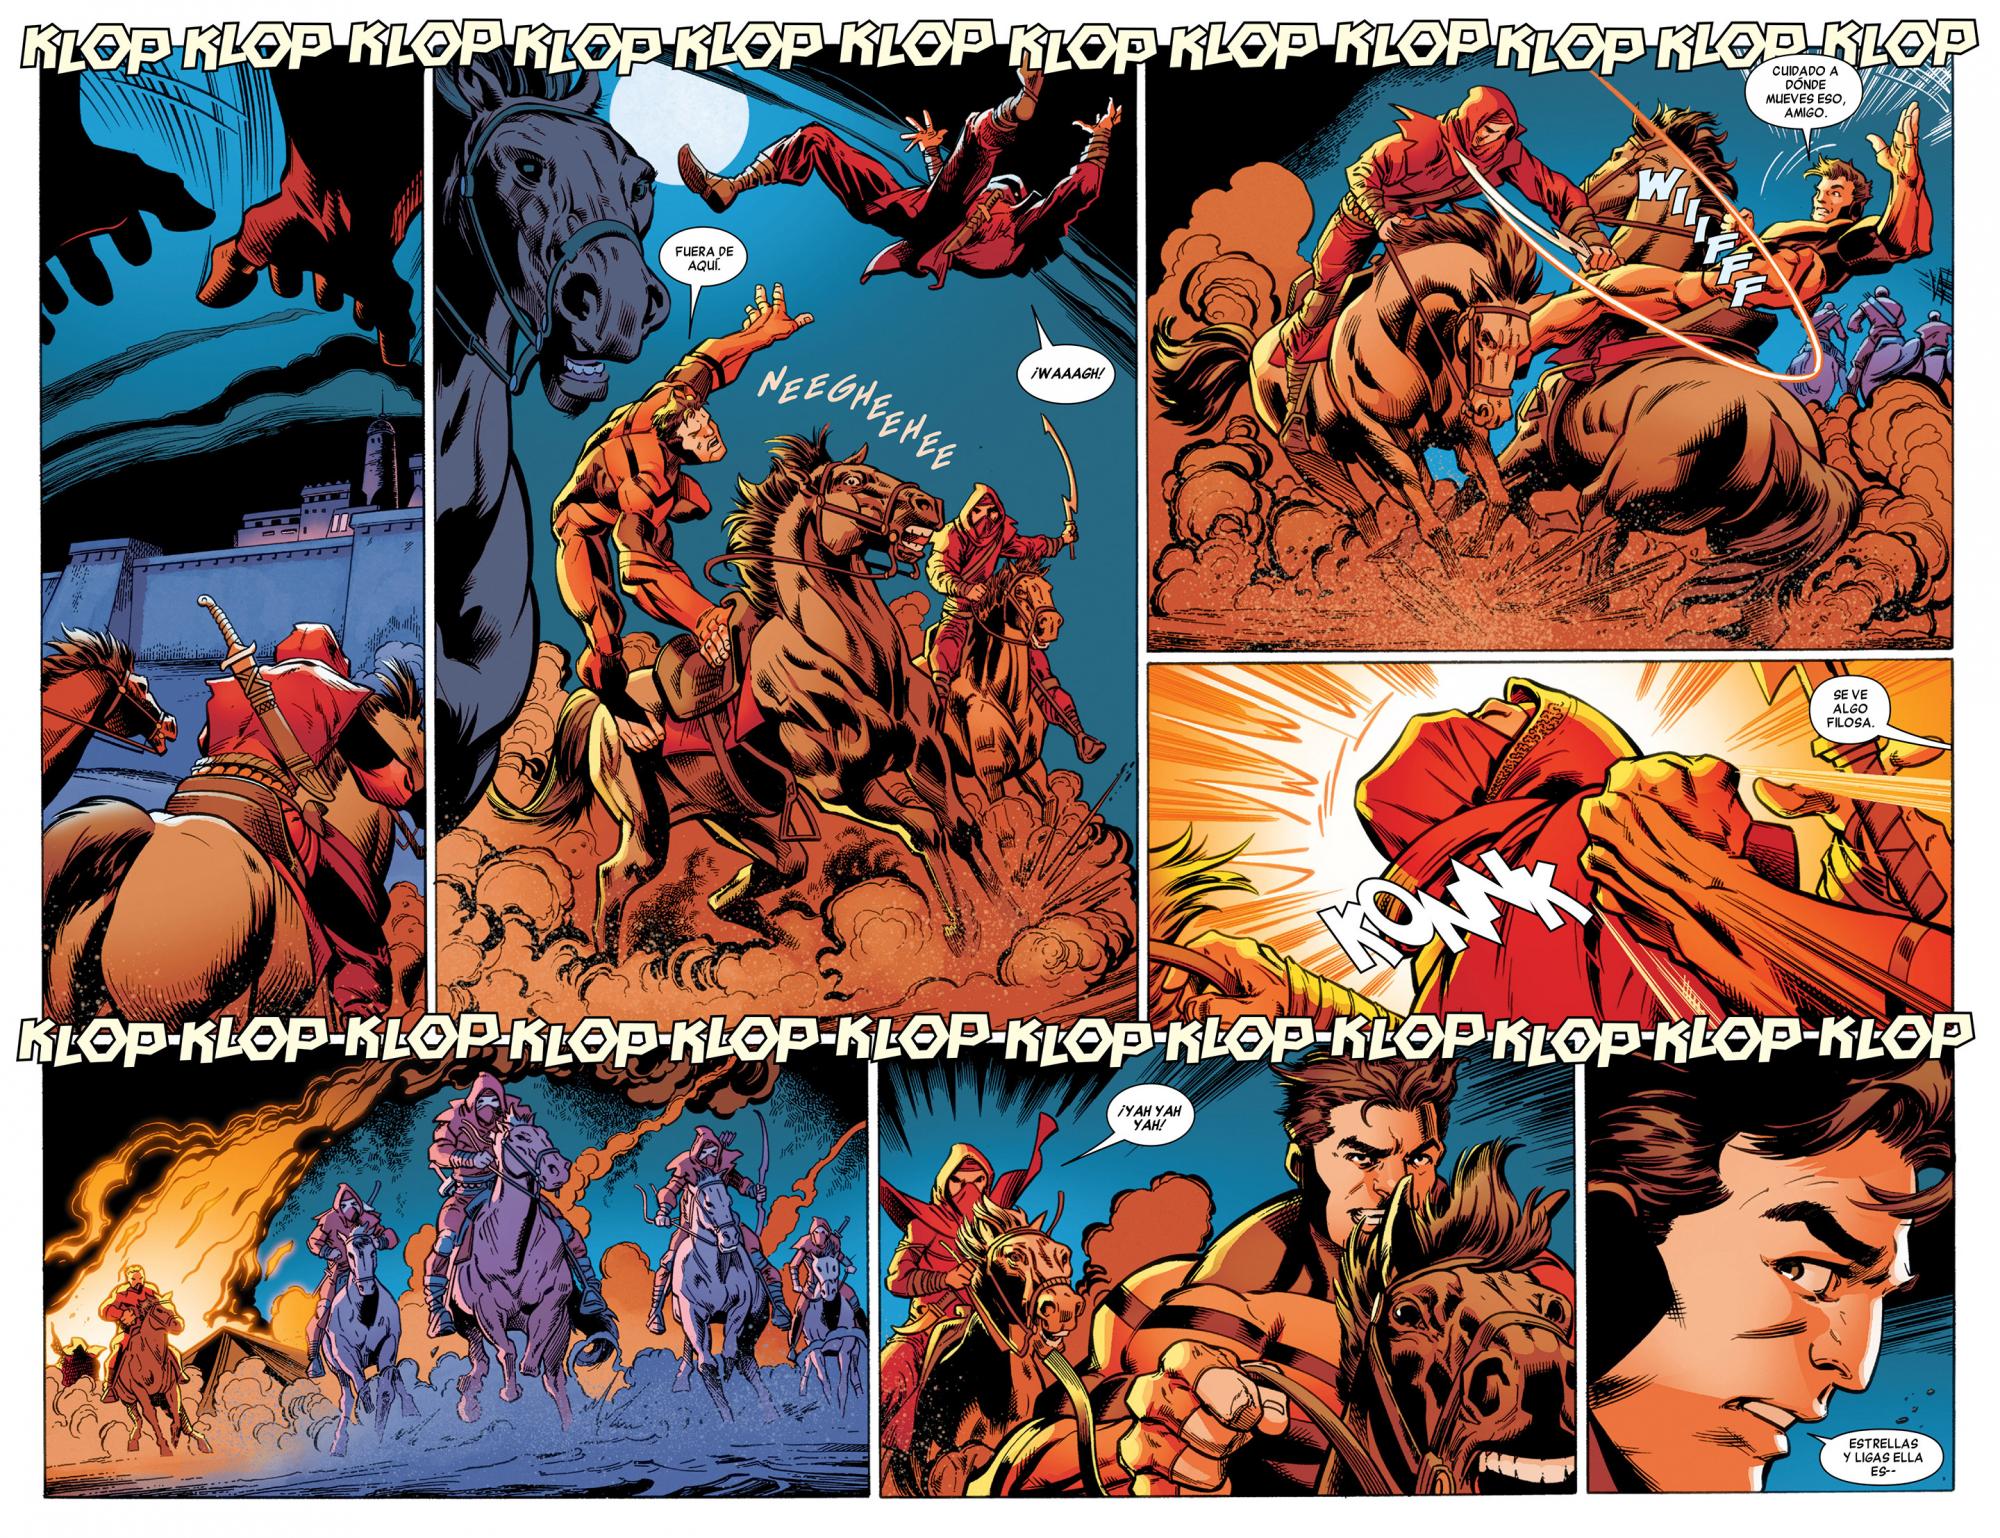 KLOP KLOP KLOP KLOP KLOP KLOP KLOP KLOP KLOP KLOP KLOP KLOP
FUERA DE
AQUÍ.
NEEGHEEHEE
¡WAAAGH!
CUIDADO A
DÓNDE
MUEVES ESO,
AMIGO.
WIIIFFF
SE VE
ALGO
FILOSA.
KONNK
KLOP KLOP KLOP KLOP KLOP KLOP KLOP KLOP KLOP KLOP KLOP KLOP
¡YAH YAH
YAH!
ESTRELLAS
Y LIGAS ELLA
ES--